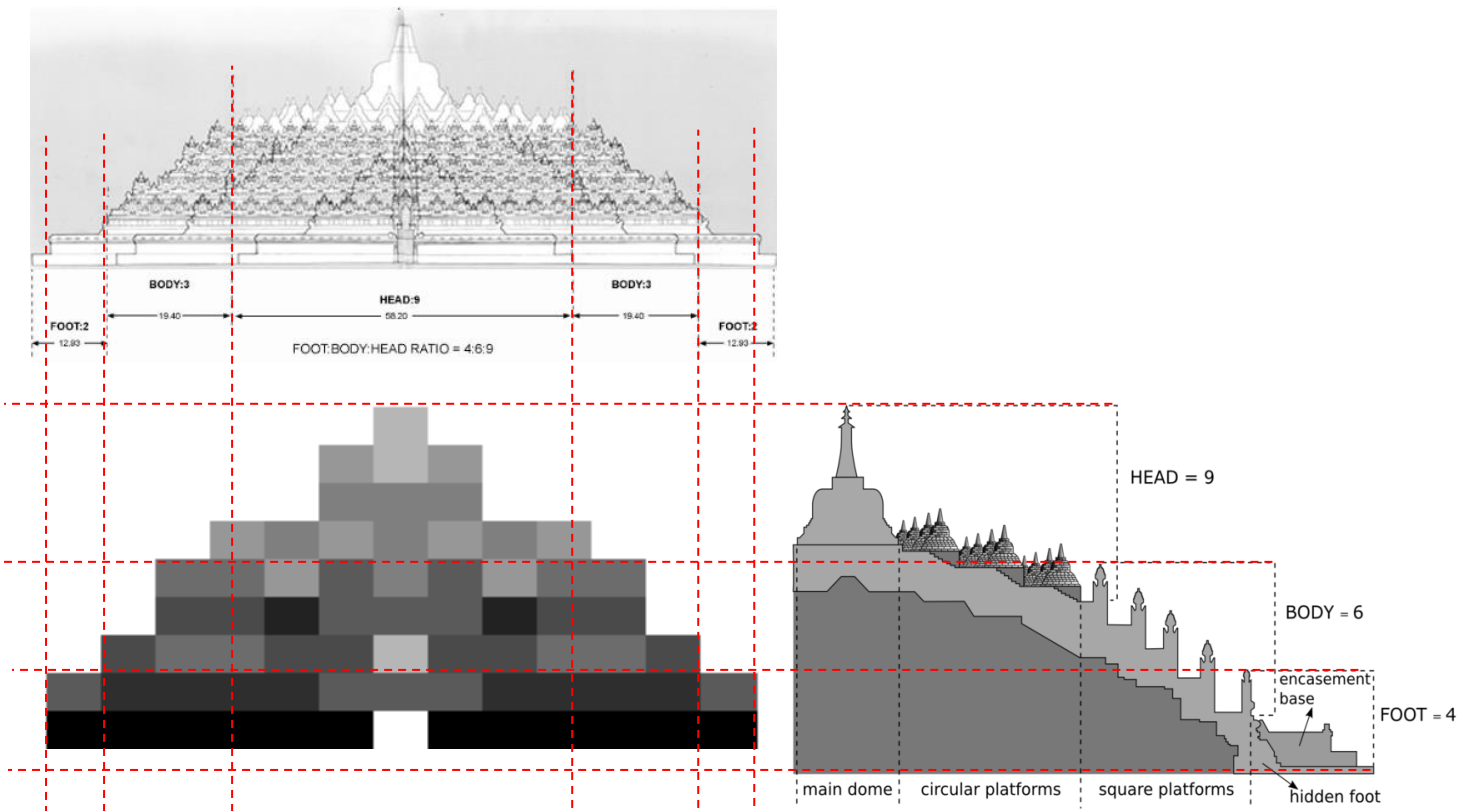 BODY:3
BODY:3
HEAD:9
19.40
58.20
19.40
FOOT:2
FOOT:2
12.93
12.93
FOOT:BODY:HEAD RATIO = 4:6:9
HEAD = 9
BODY = 6
encasement
base
FOOT = 4
main dome
circular platforms
square platforms
hidden foot